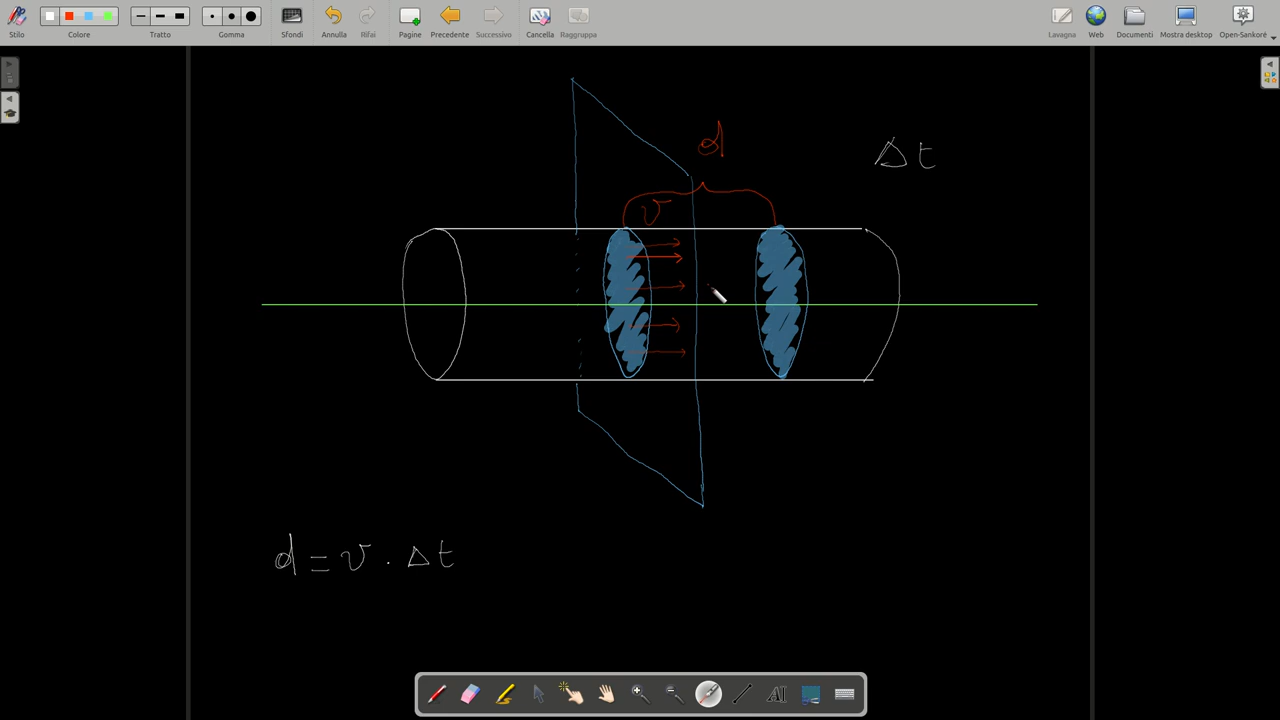 Stilo Colore Tratto Gomma Sfondi Annulla Rifai Pagine Precedente Successivo Cancella Raggruppa Lavagna Web Documenti Mostra desktop Open-Sankoré
d
Δt
v
d = v · Δt
AI